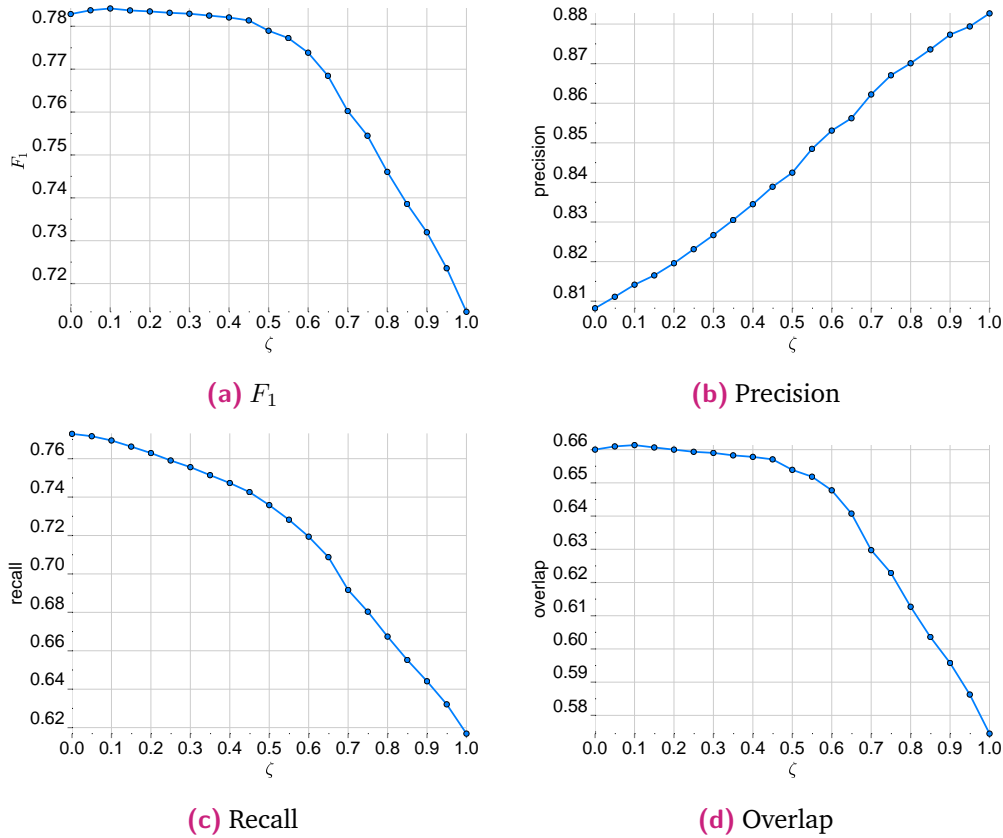 0.78
0.77
0.76
0.75
0.74
0.73
0.72
F₁
0.0 0.1 0.2 0.3 0.4 0.5 0.6 0.7 0.8 0.9 1.0
ζ
(a) F₁
0.88
0.87
0.86
0.85
0.84
0.83
0.82
0.81
precision
0.0 0.1 0.2 0.3 0.4 0.5 0.6 0.7 0.8 0.9 1.0
ζ
(b) Precision
0.76
0.74
0.72
0.70
0.68
0.66
0.64
0.62
recall
0.0 0.1 0.2 0.3 0.4 0.5 0.6 0.7 0.8 0.9 1.0
ζ
(c) Recall
0.66
0.65
0.64
0.63
0.62
0.61
0.60
0.59
0.58
overlap
0.0 0.1 0.2 0.3 0.4 0.5 0.6 0.7 0.8 0.9 1.0
ζ
(d) Overlap